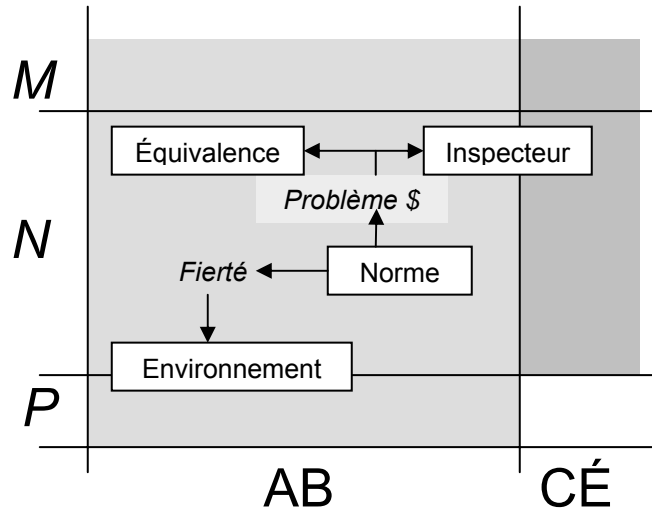 M
Équivalence
Inspecteur
Problème $
N
Fierté
Norme
Environnement
P
AB
CÉ